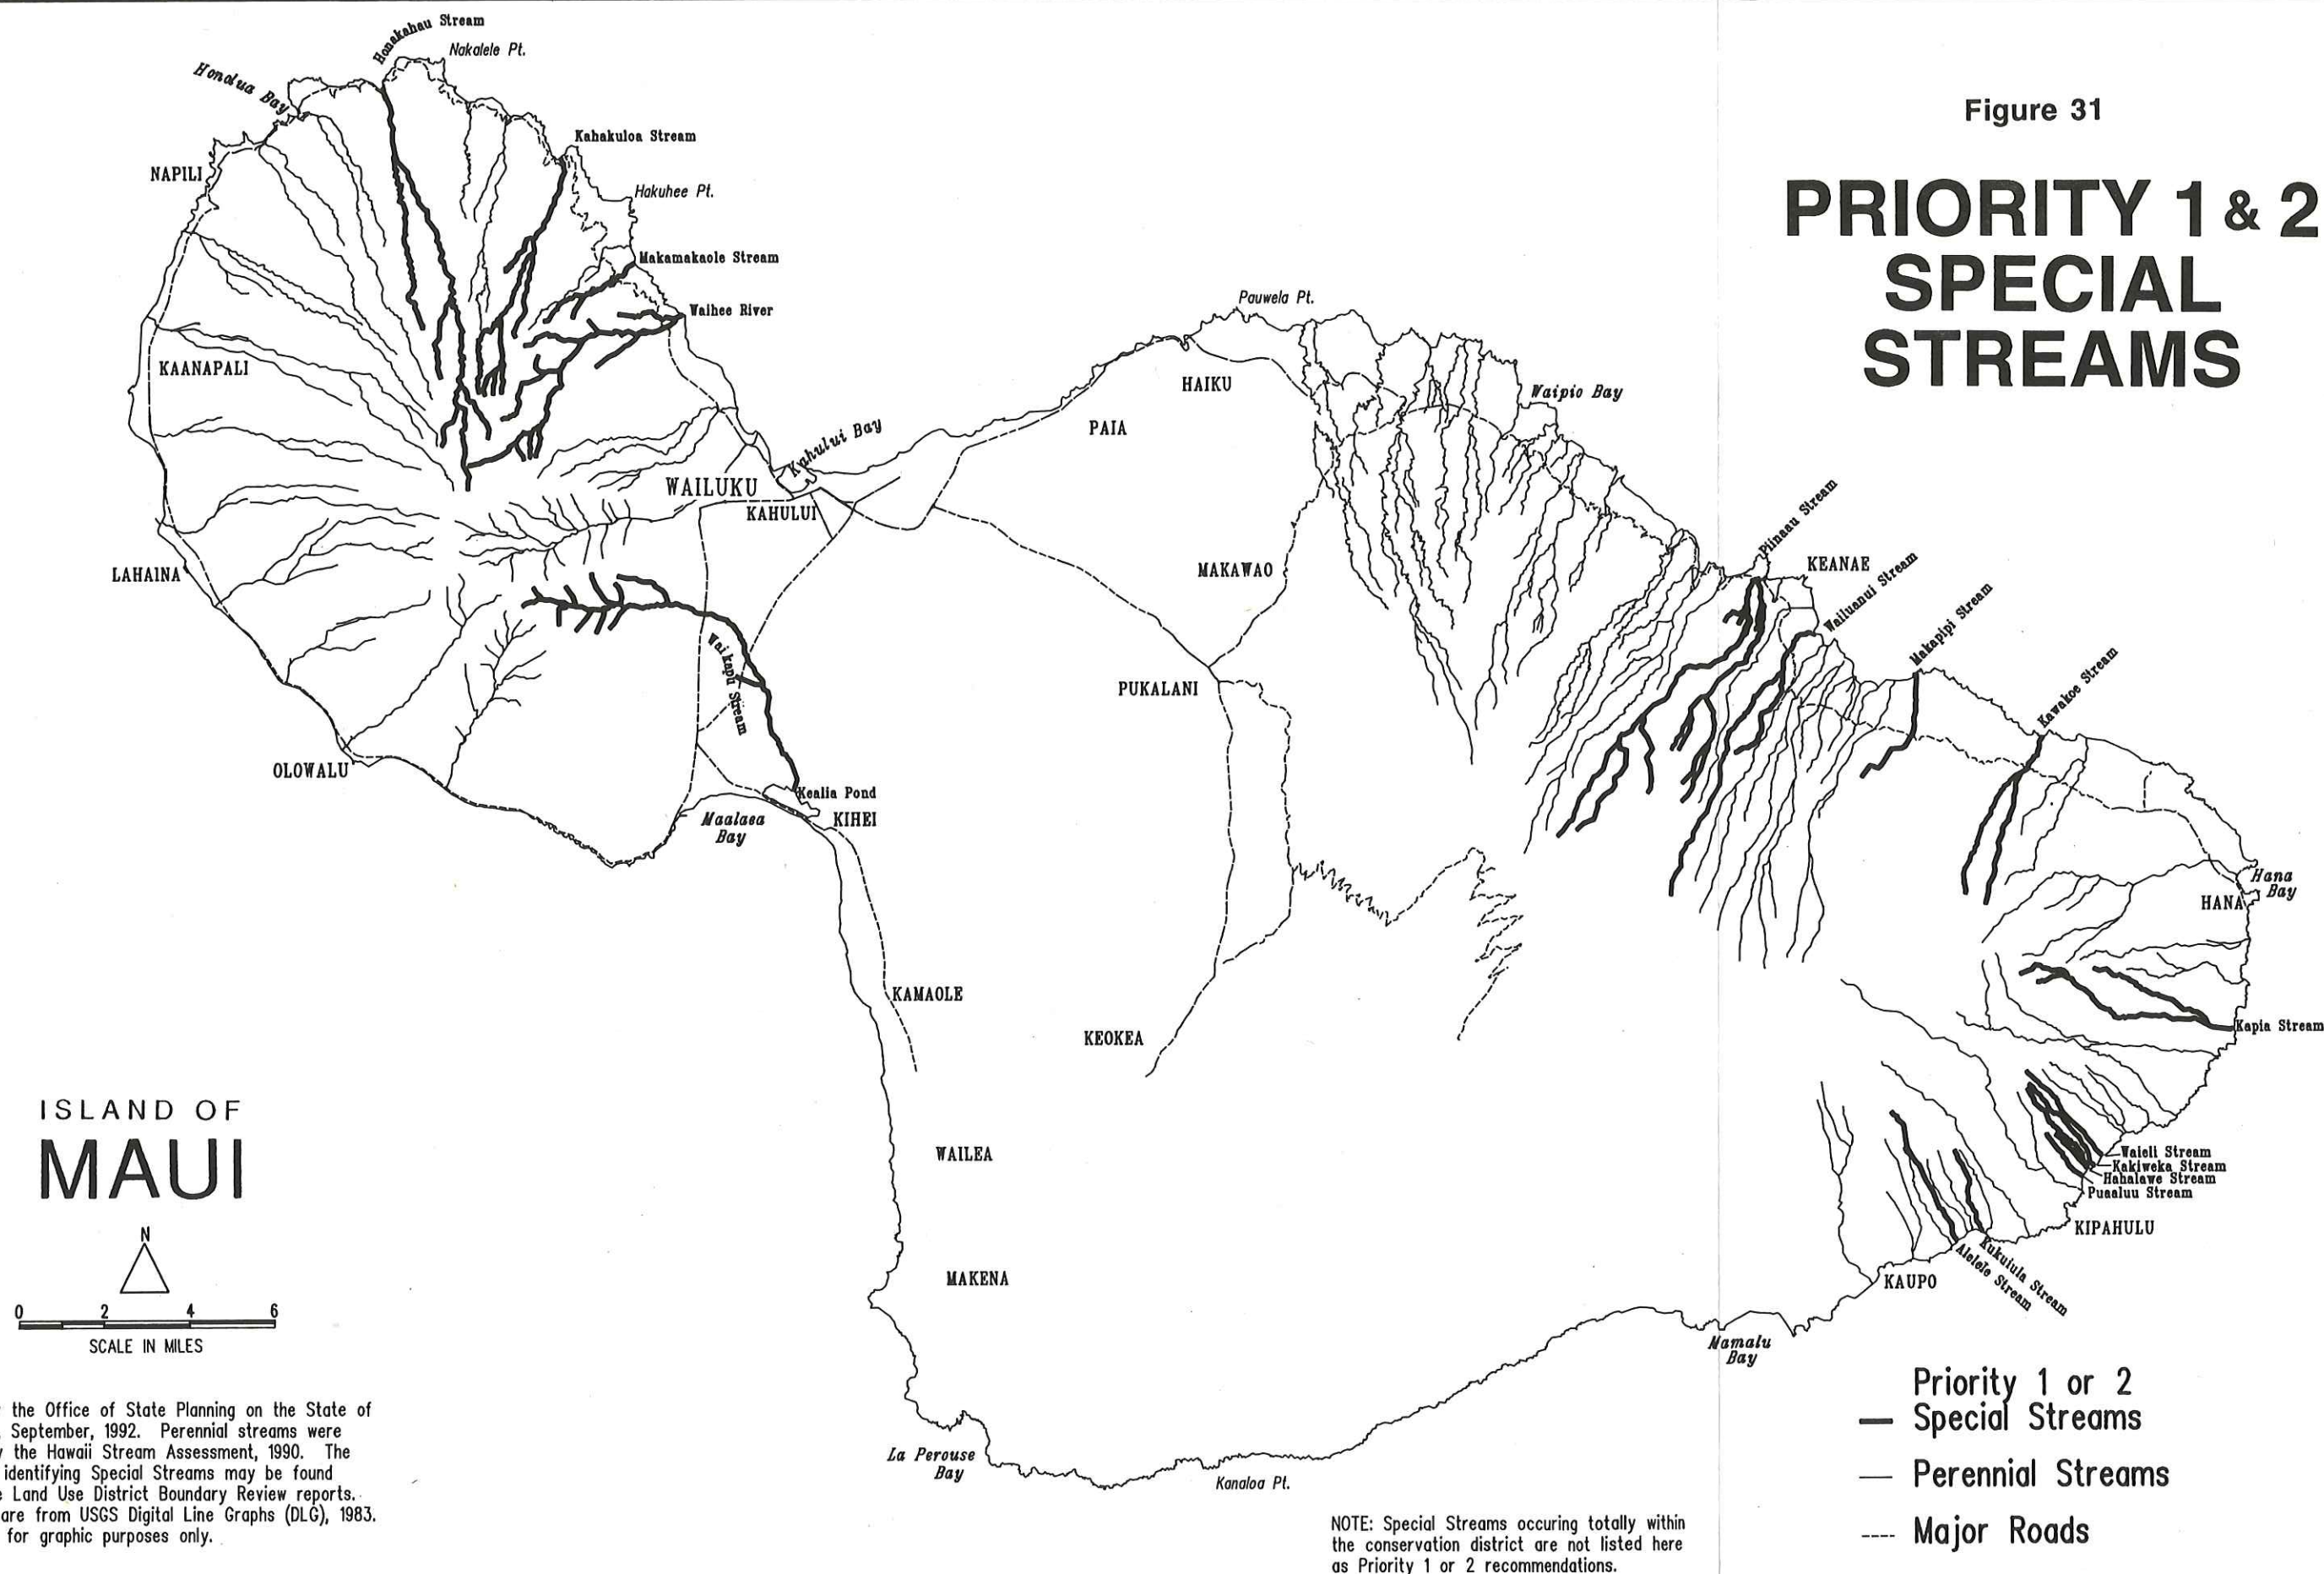 Figure 31
PRIORITY 1 & 2
SPECIAL
STREAMS
Honokahau Stream
Nakalele Pt.
Honolua Bay
Kahakuloa Stream
NAPILI
Hakuhee Pt.
Makamakaole Stream
Waihee River
KAANAPALI
Pauwela Pt.
HAIKU
Waipio Bay
PAIA
Kahului Bay
WAILUKU
KAHULUI
Piinaau Stream
KEANAE
Wailuanui Stream
LAHAINA
MAKAWAO
Makapipi Stream
Waikapu Stream
PUKALANI
Kawakoe Stream
OLOWALU
Kealia Pond
Maalaea
Bay
KIHEI
Hana
Bay
HANA
KAMAOLE
KEOKEA
Kapia Stream
ISLAND OF
MAUI
WAILEA
Waieli Stream
Kakiweka Stream
Hahalawe Stream
Puaaluu Stream
KIPAHULU
N
MAKENA
KAUPO
Kukuiula Stream
Alelele Stream
0 2 4 6
SCALE IN MILES
Mamalu
Bay
La Perouse
Bay
Kanaloa Pt.
the Office of State Planning on the State of
September, 1992. Perennial streams were
the Hawaii Stream Assessment, 1990. The
identifying Special Streams may be found
Land Use District Boundary Review reports.
are from USGS Digital Line Graphs (DLG), 1983.
for graphic purposes only.
NOTE: Special Streams occuring totally within
the conservation district are not listed here
as Priority 1 or 2 recommendations.
Priority 1 or 2
Special Streams
Perennial Streams
Major Roads